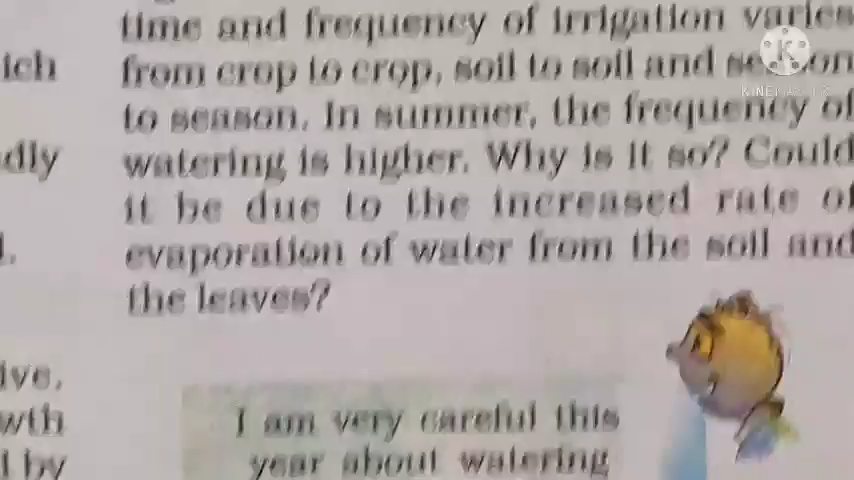 ich
dly
ive,
wth
l by
time and frequency of irrigation varies
from crop to crop, soil to soil and season
to season. In summer, the frequency of
watering is higher. Why is it so? Could
it be due to the increased rate of
evaporation of water from the soil and
the leaves?
I am very careful this
year about watering
K